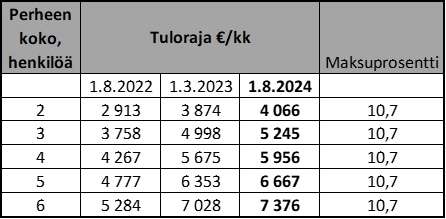 Perheen koko, henkilöä Tuloraja €/kk Maksuprosentti
1.8.2022 1.3.2023 1.8.2024
2 2 913 3 874 4 066 10,7
3 3 758 4 998 5 245 10,7
4 4 267 5 675 5 956 10,7
5 4 777 6 353 6 667 10,7
6 5 284 7 028 7 376 10,7